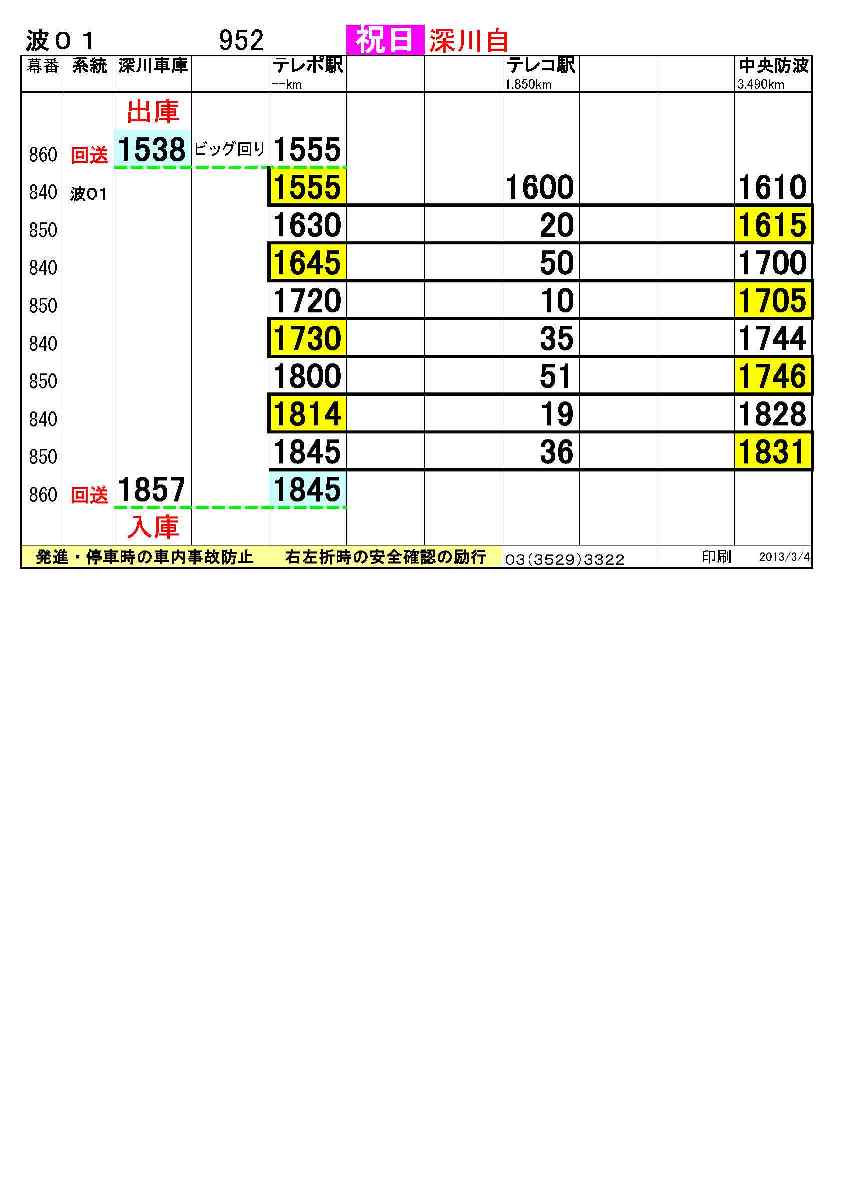 波０１ 952 祝日 深川自
幕番 系統 深川車庫 テレポ駅 テレコ駅 中央防波
--km 1.850km 3.490km
出庫
860 回送 1538 ビッグ回り 1555
840 波01 1555 1600 1610
850 1630 20 1615
840 1645 50 1700
850 1720 10 1705
840 1730 35 1744
850 1800 51 1746
840 1814 19 1828
850 1845 36 1831
860 回送 1857 1845
入庫
発進・停車時の車内事故防止 右左折時の安全確認の励行 03(3529)3322 印刷 2013/3/4